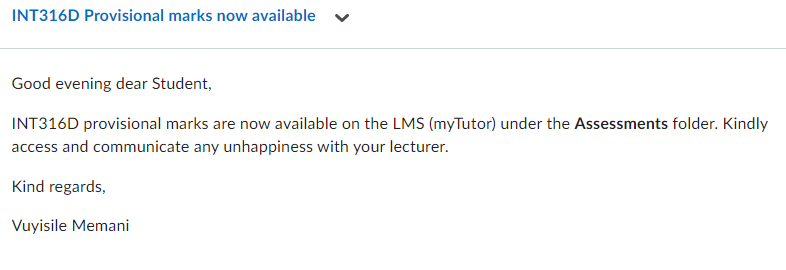 INT316D Provisional marks now available
Good evening dear Student,
INT316D provisional marks are now available on the LMS (myTutor) under the Assessments folder. Kindly
access and communicate any unhappiness with your lecturer.
Kind regards,
Vuyisile Memani